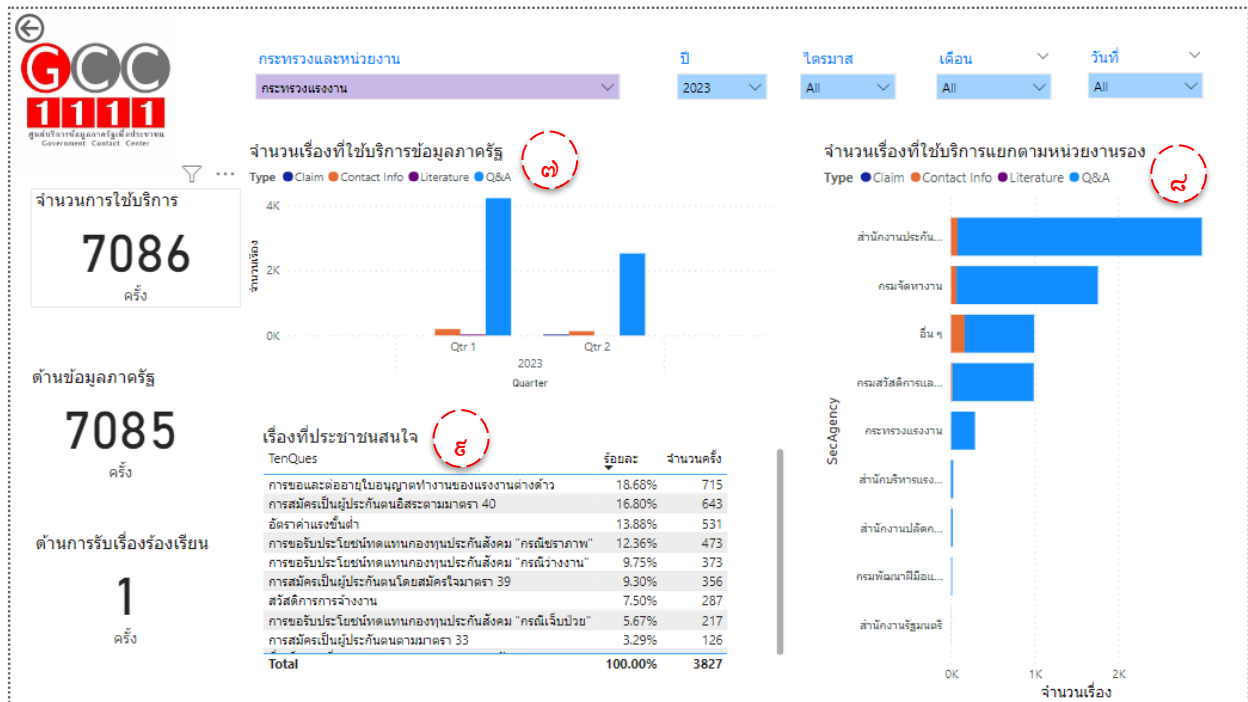 GCC
1111
ศูนย์บริการข้อมูลภาครัฐเพื่อประชาชน
Government Contact Center
กระทรวงและหน่วยงาน
ปี
ไตรมาส
เดือน
วันที่
กระทรวงแรงงาน
2023
All
All
All
จำนวนการใช้บริการ
7086
ครั้ง
ด้านข้อมูลภาครัฐ
7085
ครั้ง
ด้านการรับเรื่องร้องเรียน
1
ครั้ง
จำนวนเรื่องที่ใช้บริการข้อมูลภาครัฐ
๗
Type Claim Contact Info Literature Q&A
จำนวนเรื่อง
4K
2K
0K
Qtr 1 Qtr 2
2023
Quarter
เรื่องที่ประชาชนสนใจ
๙
TenQues ร้อยละ จำนวนครั้ง
การขอและต่ออายุใบอนุญาตทำงานของแรงงานต่างด้าว 18.68% 715
การสมัครเป็นผู้ประกันตนอิสระตามมาตรา 40 16.80% 643
อัตราค่าแรงขั้นต่ำ 13.88% 531
การขอรับประโยชน์ทดแทนกองทุนประกันสังคม "กรณีชราภาพ" 12.36% 473
การขอรับประโยชน์ทดแทนกองทุนประกันสังคม "กรณีว่างงาน" 9.75% 373
การสมัครเป็นผู้ประกันตนโดยสมัครใจมาตรา 39 9.30% 356
สวัสดิการการจ้างงาน 7.50% 287
การขอรับประโยชน์ทดแทนกองทุนประกันสังคม "กรณีเจ็บป่วย" 5.67% 217
การสมัครเป็นผู้ประกันตนตามมาตรา 33 3.29% 126
Total 100.00% 3827
จำนวนเรื่องที่ใช้บริการแยกตามหน่วยงานรอง
๘
Type Claim Contact Info Literature Q&A
SecAgency
สำนักงานประกัน...
กรมจัดหางาน
อื่น ๆ
กรมสวัสดิการแล...
กระทรวงแรงงาน
สำนักบริหารแรง...
สำนักงานปลัดก...
กรมพัฒนาฝีมือแ...
สำนักงานรัฐมนตรี
0K 1K 2K
จำนวนเรื่อง